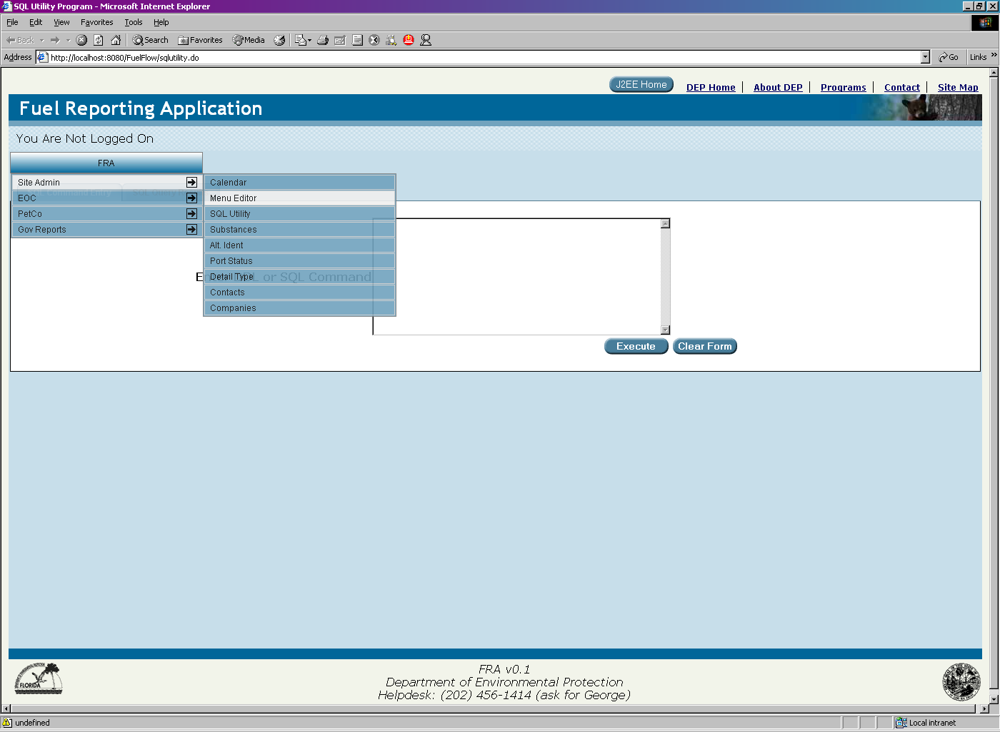 SQL Utility Program - Microsoft Internet Explorer
File Edit View Favorites Tools Help
Back Search Favorites Media
Address http://localhost:8080/FuelFlow/sqlutility.do Go Links »
J2EE Home DEP Home About DEP Programs Contact Site Map
Fuel Reporting Application
You Are Not Logged On
FRA
Site Admin
EOC
PetCo
Gov Reports
Calendar
Menu Editor
SQL Utility
Substances
Alt. Ident
Port Status
Detail Type
Contacts
Companies
or SQL Command
Execute Clear Form
FRA v0.1
Department of Environmental Protection
Helpdesk: (202) 456-1414 (ask for George)
FLORIDA
undefined Local intranet